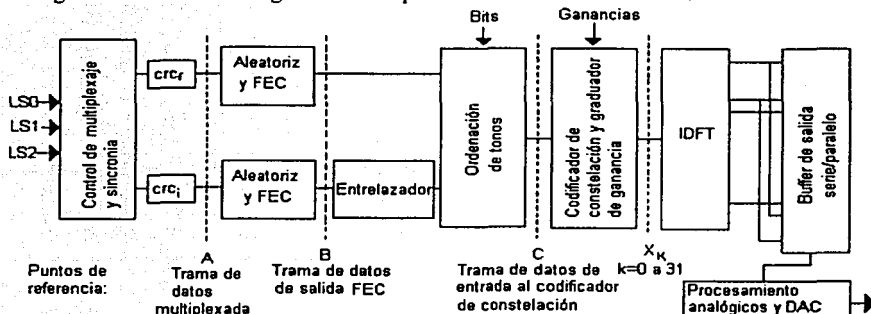 Bits
Ganancias
LS0
LS1
LS2
Control de multiplexaje
y sincronia
crcf
Aleatoriz
y FEC
crci
Aleatoriz
y FEC
Entrelazador
Ordenación
de tonos
Codificador de
constelación y graduador
de ganancia
IDFT
Buffer de salida
serie/paralelo
Puntos de
referencia:
A
Trama de
datos
multiplexada
B
Trama de datos
de salida FEC
C
Trama de datos de
entrada al codificador
de constelación
XK
k=0 a 31
Procesamiento
analógicos y DAC